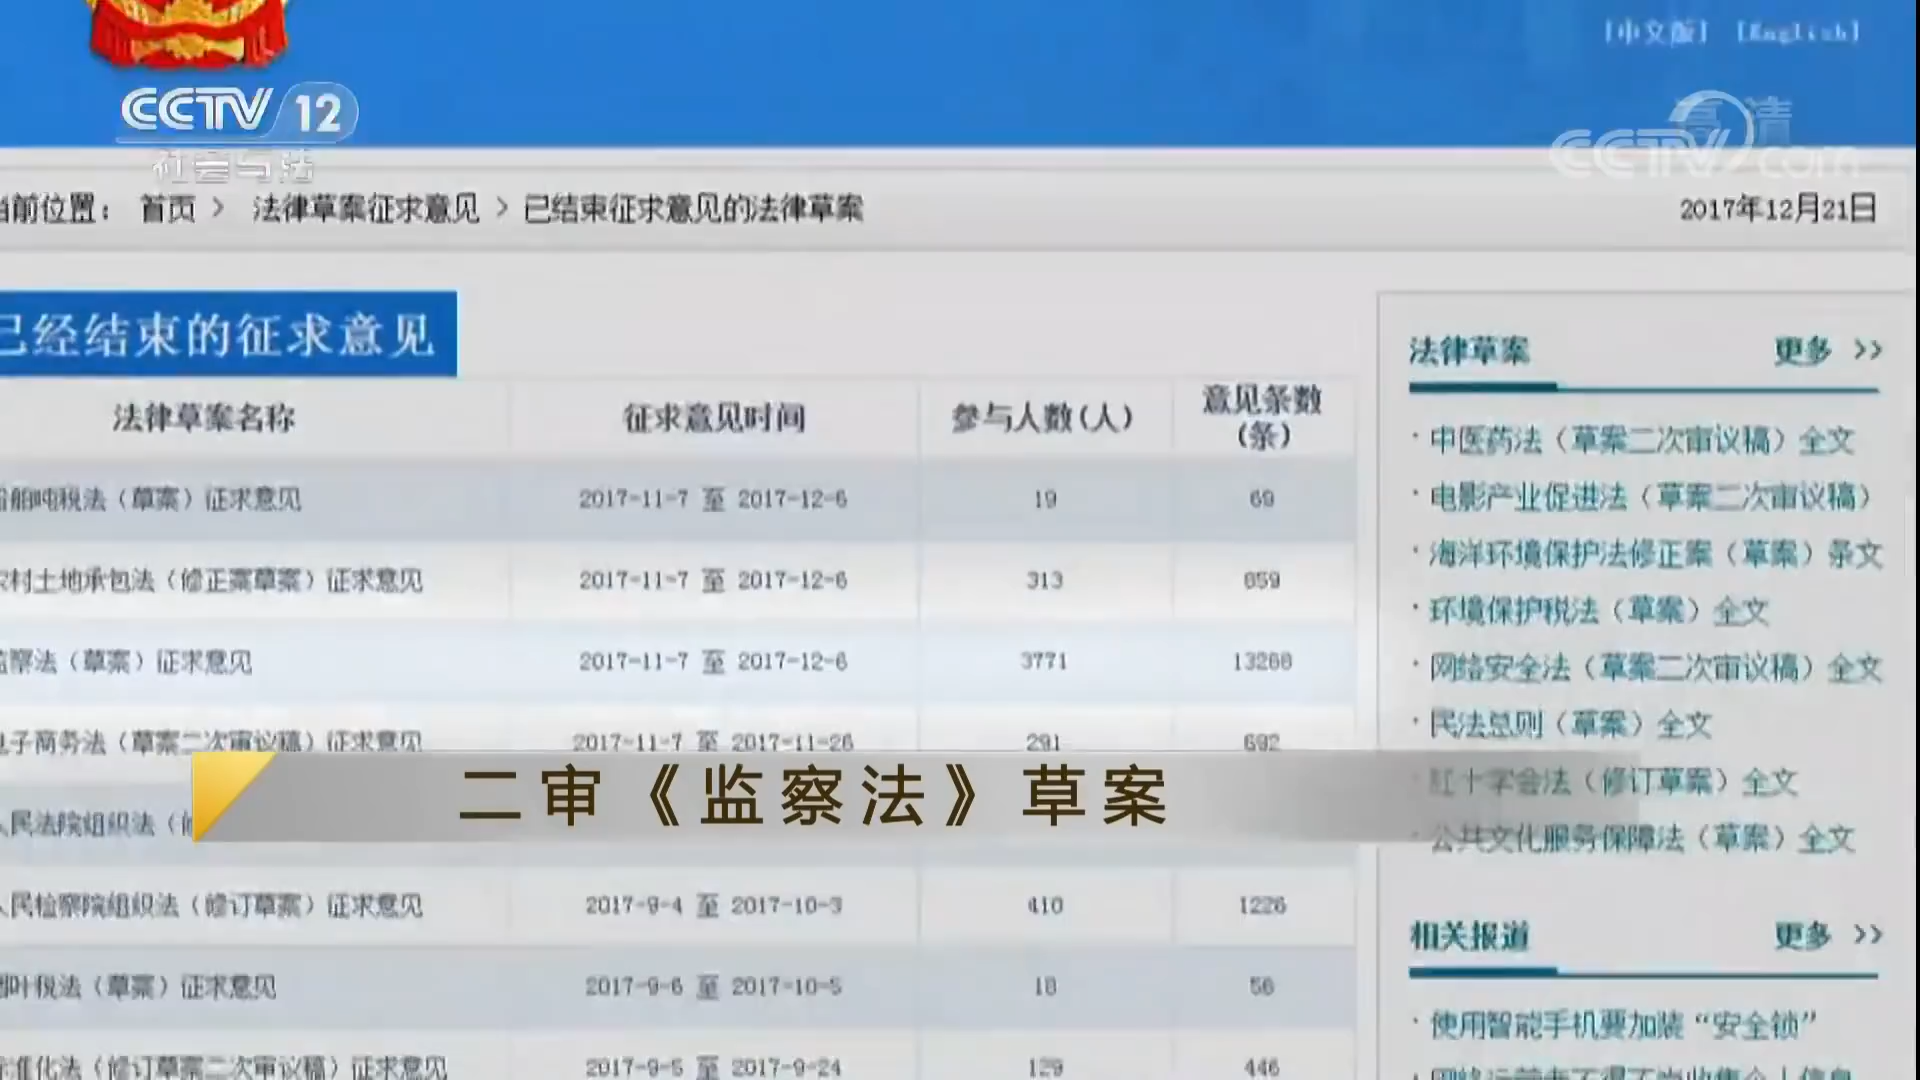 [中文版] [English]
CCTV 12
社会与法
高清
CCTV.com
当前位置： 首页 > 法律草案征求意见 > 已结束征求意见的法律草案
2017年12月21日
已经结束的征求意见
法律草案名称 征求意见时间 参与人数(人) 意见条数(条)
船舶吨税法（草案）征求意见 2017-11-7 至 2017-12-6 19 69
农村土地承包法（修正案草案）征求意见 2017-11-7 至 2017-12-6 313 859
监察法（草案）征求意见 2017-11-7 至 2017-12-6 3771 13268
电子商务法（草案二次审议稿）征求意见 2017-11-7 至 2017-11-26 291 692
人民法院组织法（修
人民检察院组织法（修订草案）征求意见 2017-9-4 至 2017-10-3 410 1226
烟叶税法（草案）征求意见 2017-9-6 至 2017-10-5 18 56
标准化法（修订草案二次审议稿）征求意见 2017-9-5 至 2017-9-24 129 446
法律草案 更多 >>
·中医药法（草案二次审议稿）全文
·电影产业促进法（草案二次审议稿）
·海洋环境保护法修正案（草案）条文
·环境保护税法（草案）全文
·网络安全法（草案二次审议稿）全文
·民法总则（草案）全文
·红十字会法（修订草案）全文
·公共文化服务保障法（草案）全文
相关报道 更多 >>
·使用智能手机要加装“安全锁”
二审《监察法》草案